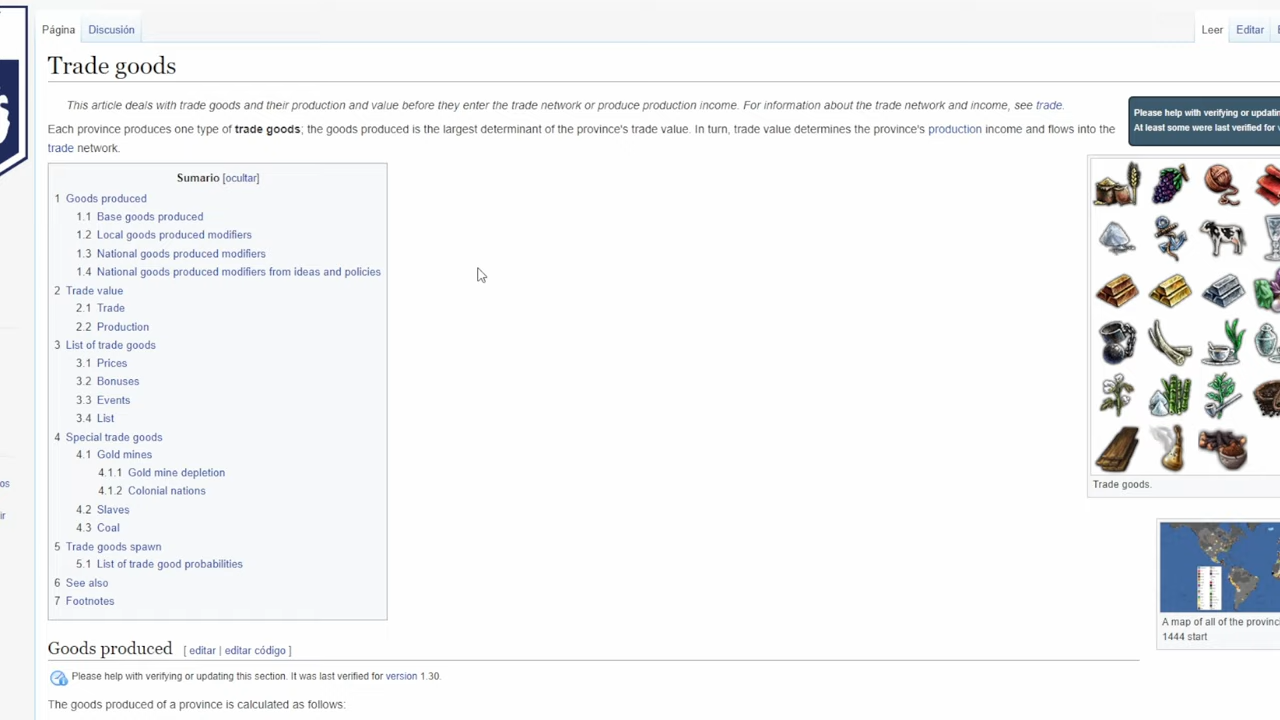 Página Discusión Leer Editar
Trade goods
This article deals with trade goods and their production and value before they enter the trade network or produce production income. For information about the trade network and income, see trade.
Each province produces one type of trade goods; the goods produced is the largest determinant of the province's trade value. In turn, trade value determines the province's production income and flows into the
trade network.
Please help with verifying or updating
At least some were last verified for
Sumario [ocultar]
1 Goods produced
1.1 Base goods produced
1.2 Local goods produced modifiers
1.3 National goods produced modifiers
1.4 National goods produced modifiers from ideas and policies
2 Trade value
2.1 Trade
2.2 Production
3 List of trade goods
3.1 Prices
3.2 Bonuses
3.3 Events
3.4 List
4 Special trade goods
4.1 Gold mines
4.1.1 Gold mine depletion
4.1.2 Colonial nations
4.2 Slaves
4.3 Coal
5 Trade goods spawn
5.1 List of trade good probabilities
6 See also
7 Footnotes
Trade goods.
A map of all of the provinc
1444 start
os
ir
Goods produced [ editar | editar código ]
Please help with verifying or updating this section. It was last verified for version 1.30.
The goods produced of a province is calculated as follows: